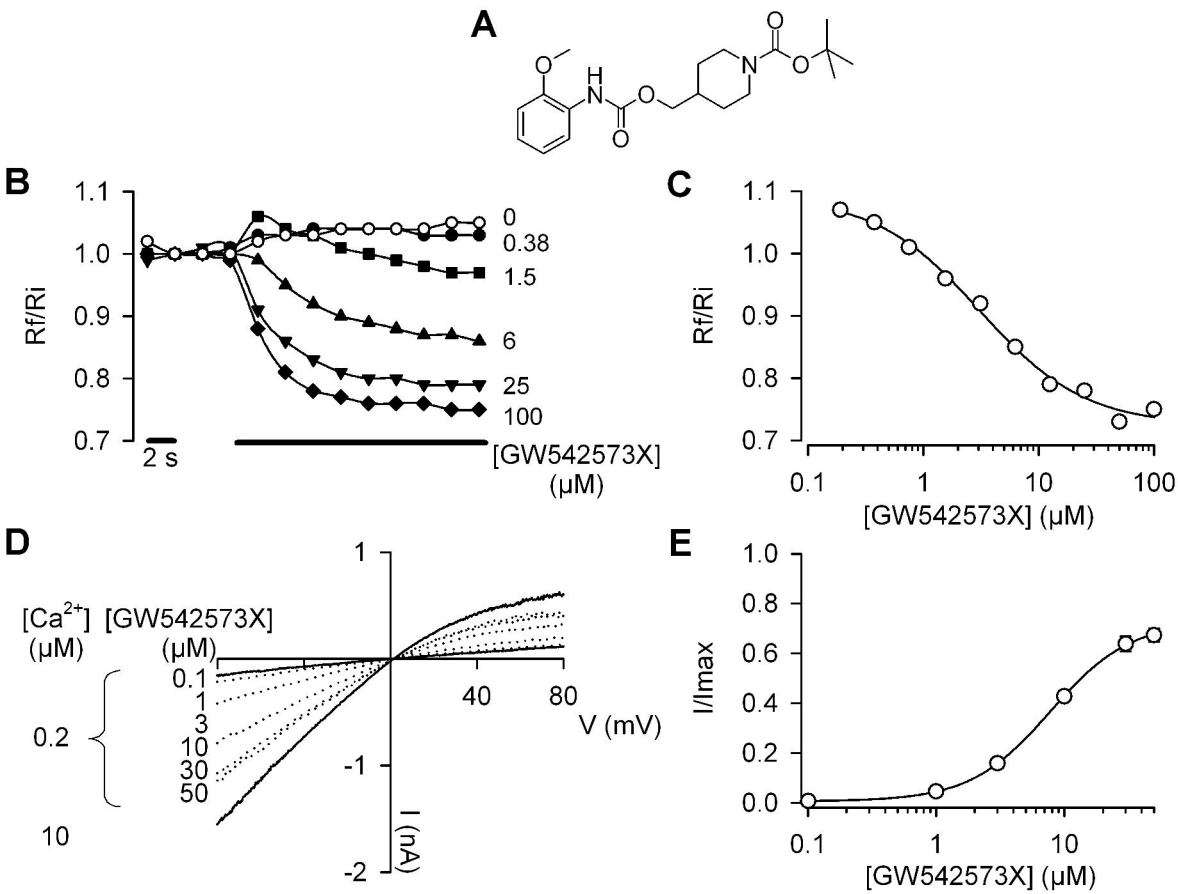 A
O
O
H
N
O
O
N
O
O
B
1.1
1.0
0.9
0.8
0.7
Rf/Ri
0
0.38
1.5
6
25
100
2 s
[GW542573X]
(µM)
C
1.1
1.0
0.9
0.8
0.7
Rf/Ri
0.1
1
10
100
[GW542573X] (µM)
D
[Ca2+] [GW542573X]
(µM)
(µM)
0.1
1
3
10
30
50
0.2
10
1
-1
-2
40
80
V (mV)
I (nA)
E
1.0
0.8
0.6
0.4
0.2
0.0
I/Imax
0.1
1
10
[GW542573X] (µM)